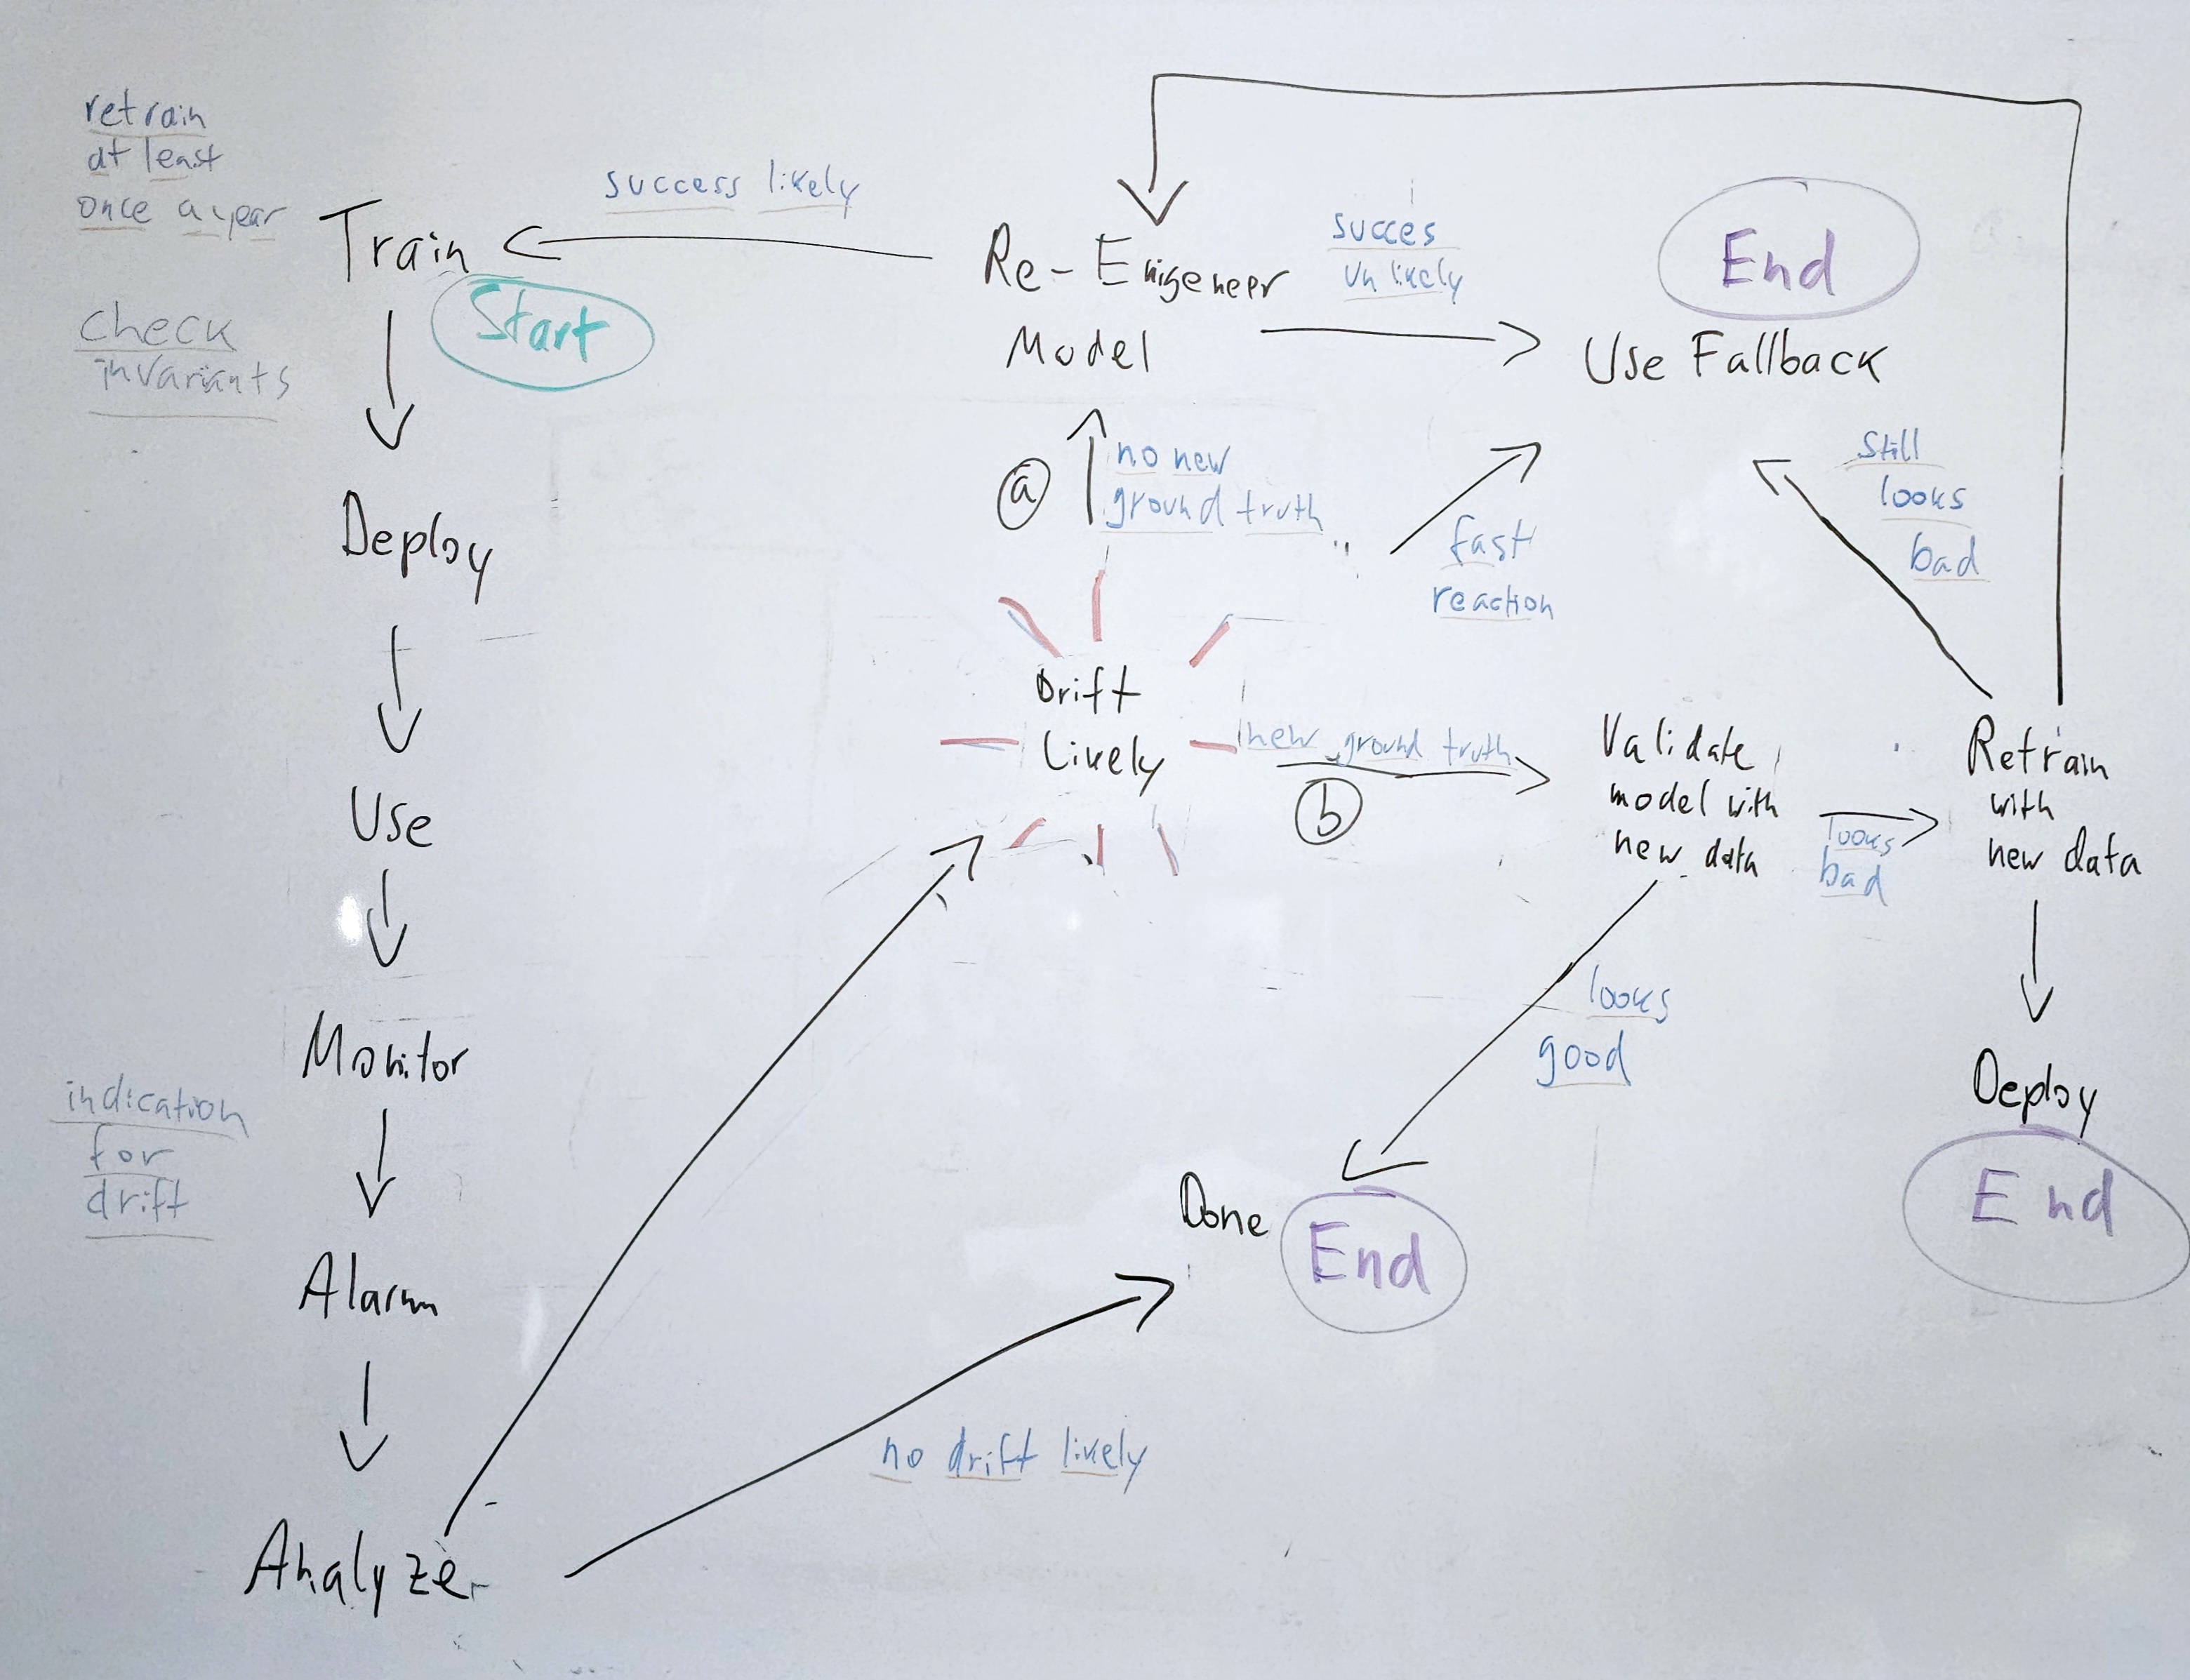 retrain
at least
once a year
check
invariants
Train
Start
Deploy
Use
Monitor
indication
for
drift
Alarm
Analyze
success likely
Re-Enigeneer
Model
succes
unlikely
End
Use Fallback
a
no new
ground truth
fast
reaction
Still
looks
bad
Drift
Likely
new ground truth
b
Validate
model with
new data
looks
bad
Retrain
with
new data
looks
good
Deploy
End
Done
End
no drift likely